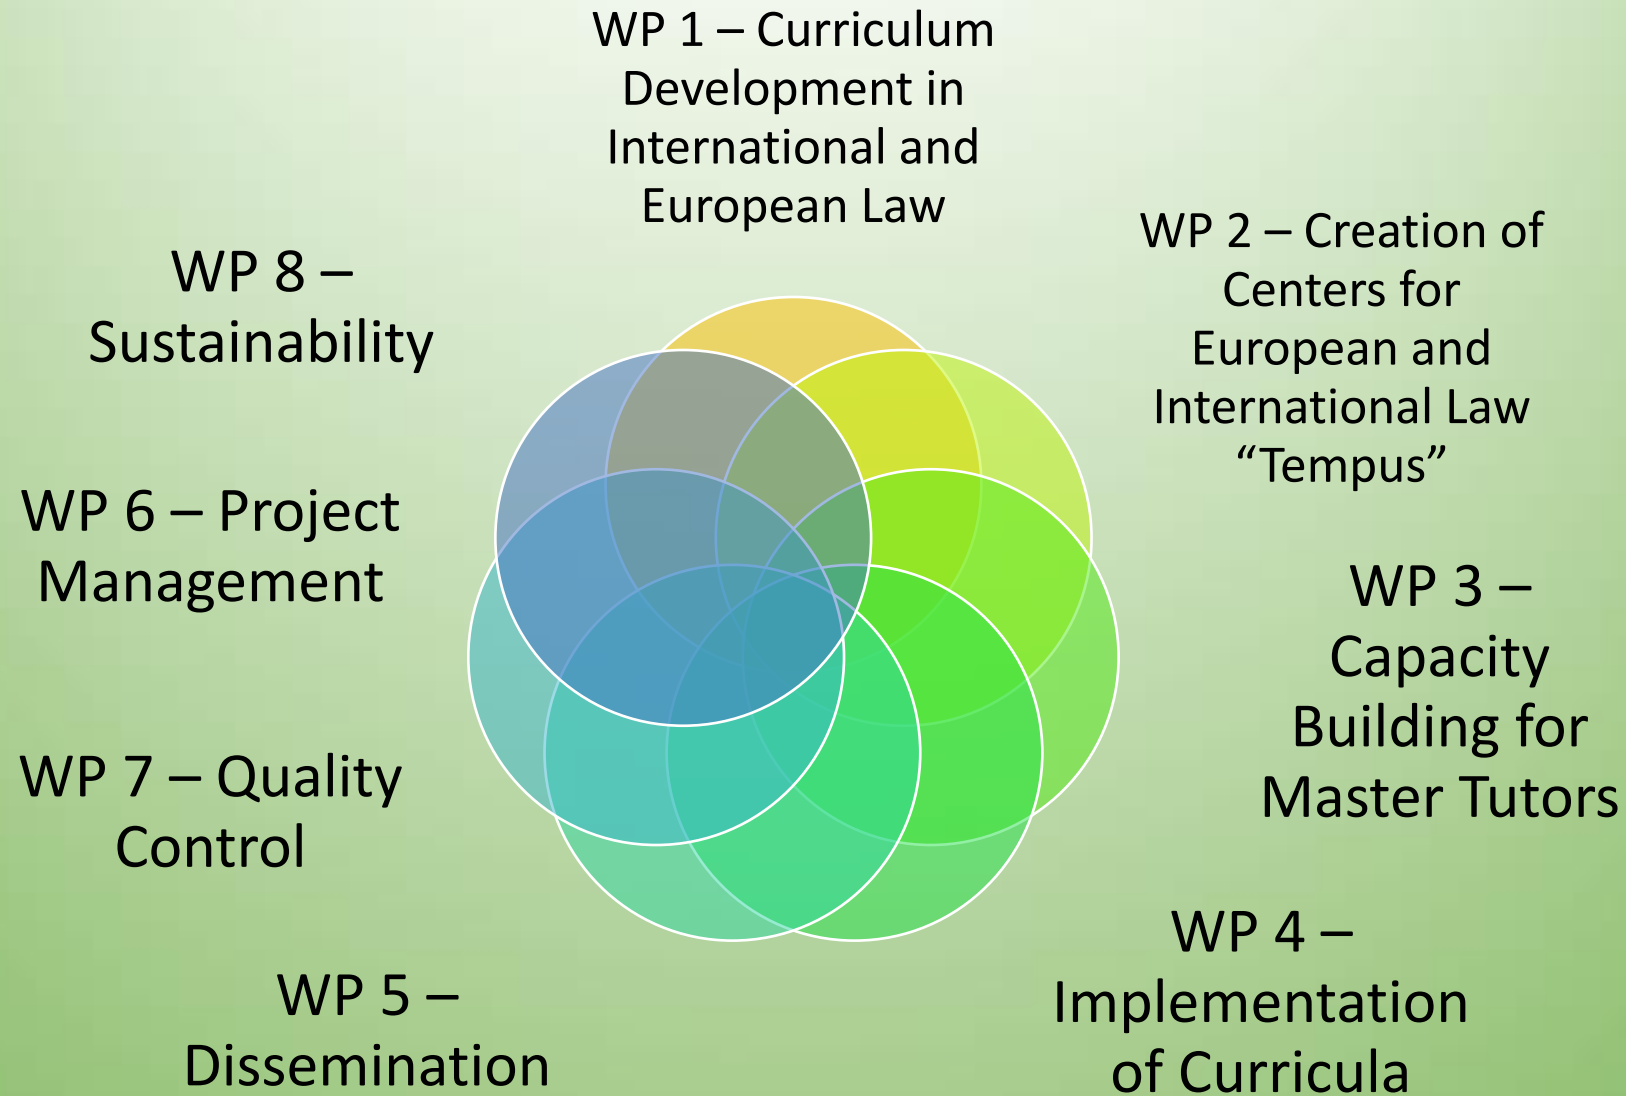 WP 1 – Curriculum
Development in
International and
European Law
WP 2 – Creation of
Centers for
European and
International Law
“Tempus”
WP 3 –
Capacity
Building for
Master Tutors
WP 4 –
Implementation
of Curricula
WP 5 –
Dissemination
WP 7 – Quality
Control
WP 6 – Project
Management
WP 8 –
Sustainability